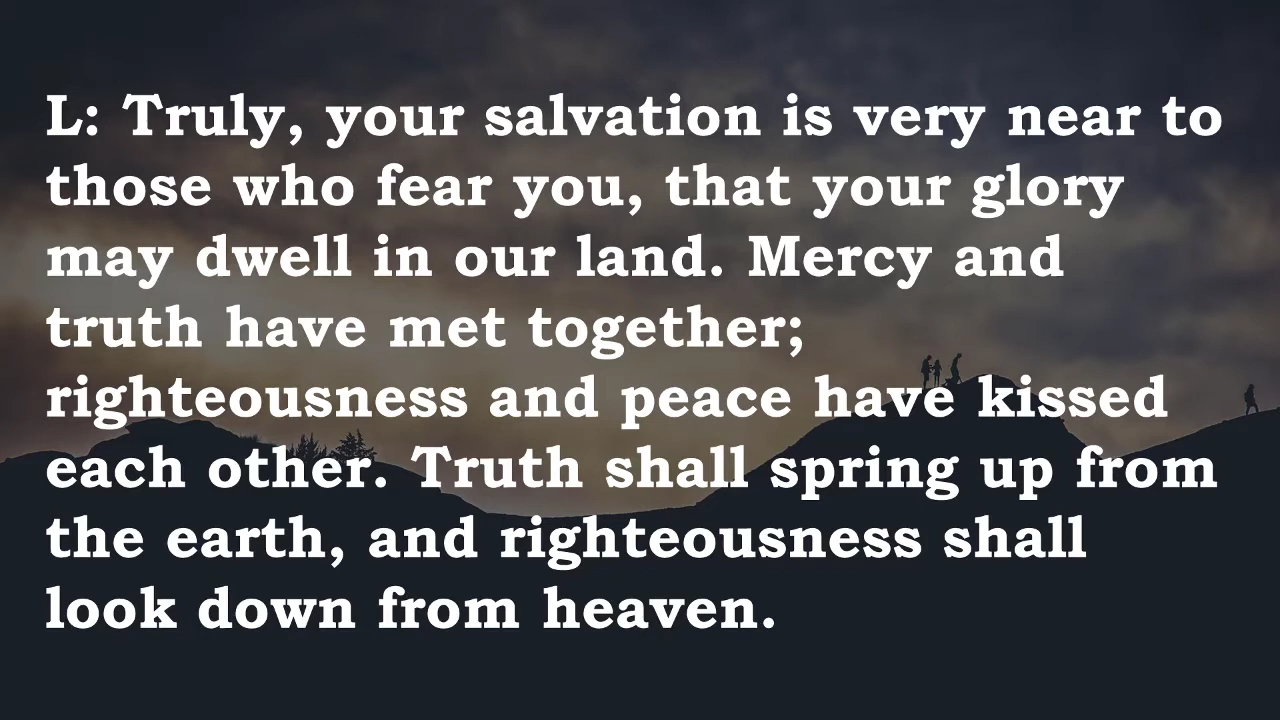 L: Truly, your salvation is very near to
those who fear you, that your glory
may dwell in our land. Mercy and
truth have met together;
righteousness and peace have kissed
each other. Truth shall spring up from
the earth, and righteousness shall
look down from heaven.